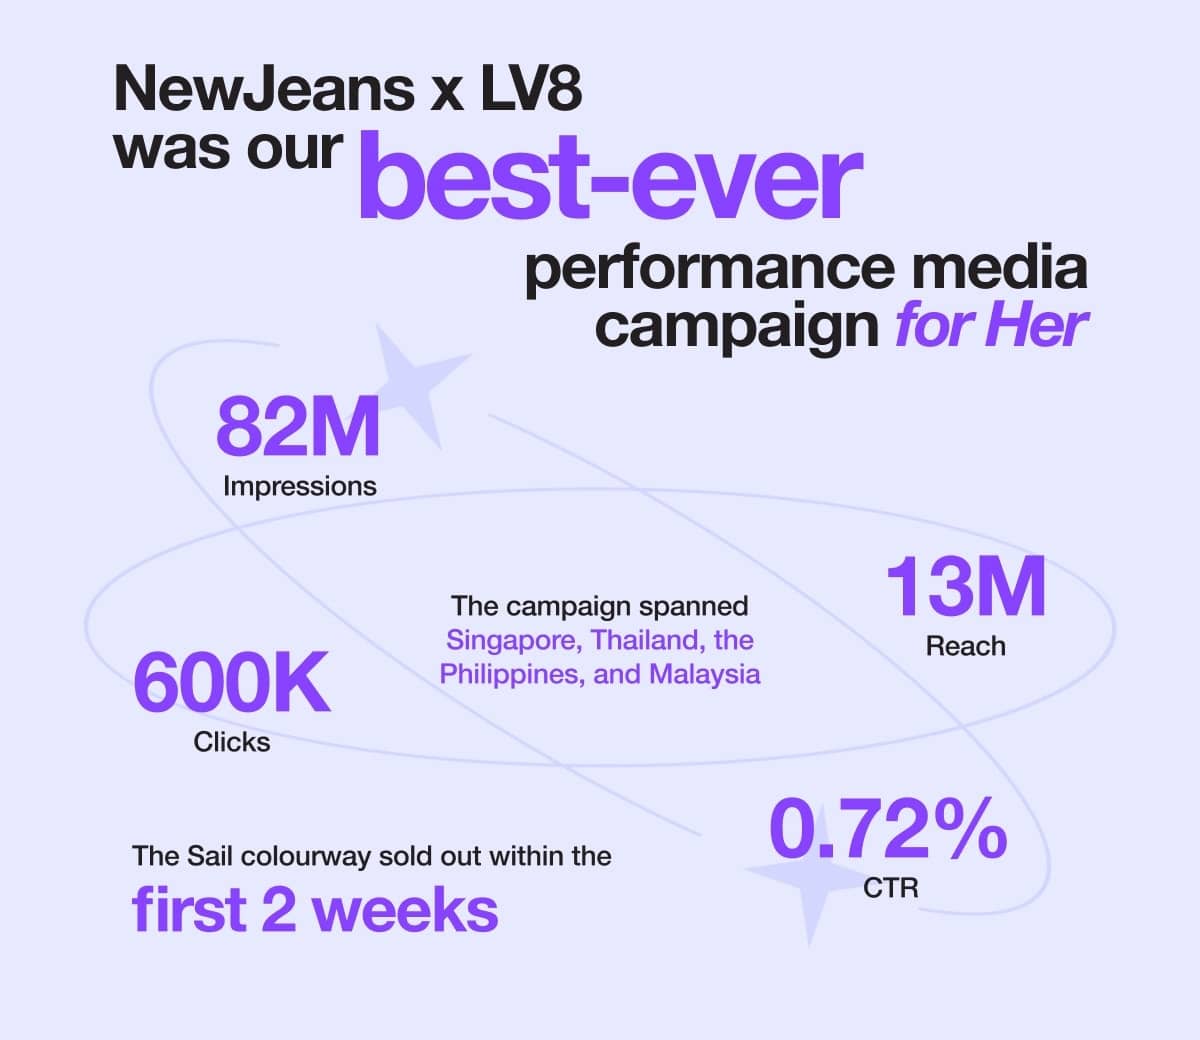 NewJeans x LV8
was our best-ever
performance media
campaign for Her
82M
Impressions
13M
Reach
The campaign spanned
Singapore, Thailand, the
Philippines, and Malaysia
600K
Clicks
0.72%
CTR
The Sail colourway sold out within the
first 2 weeks